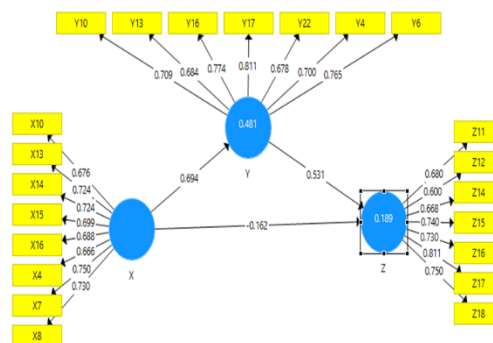 Y10 Y13 Y16 Y17 Y22 Y4 Y6
0.709 0.684 0.774 0.811 0.678 0.700 0.765
0.481
Y
X10
X13
X14
X15
X16
X4
X7
X8
0.676
0.724
0.724
0.699
0.688
0.666
0.750
0.730
X
0.694
0.531
-0.162
0.189
Z
0.680
0.600
0.668
0.740
0.730
0.811
0.750
Z11
Z12
Z14
Z15
Z16
Z17
Z18